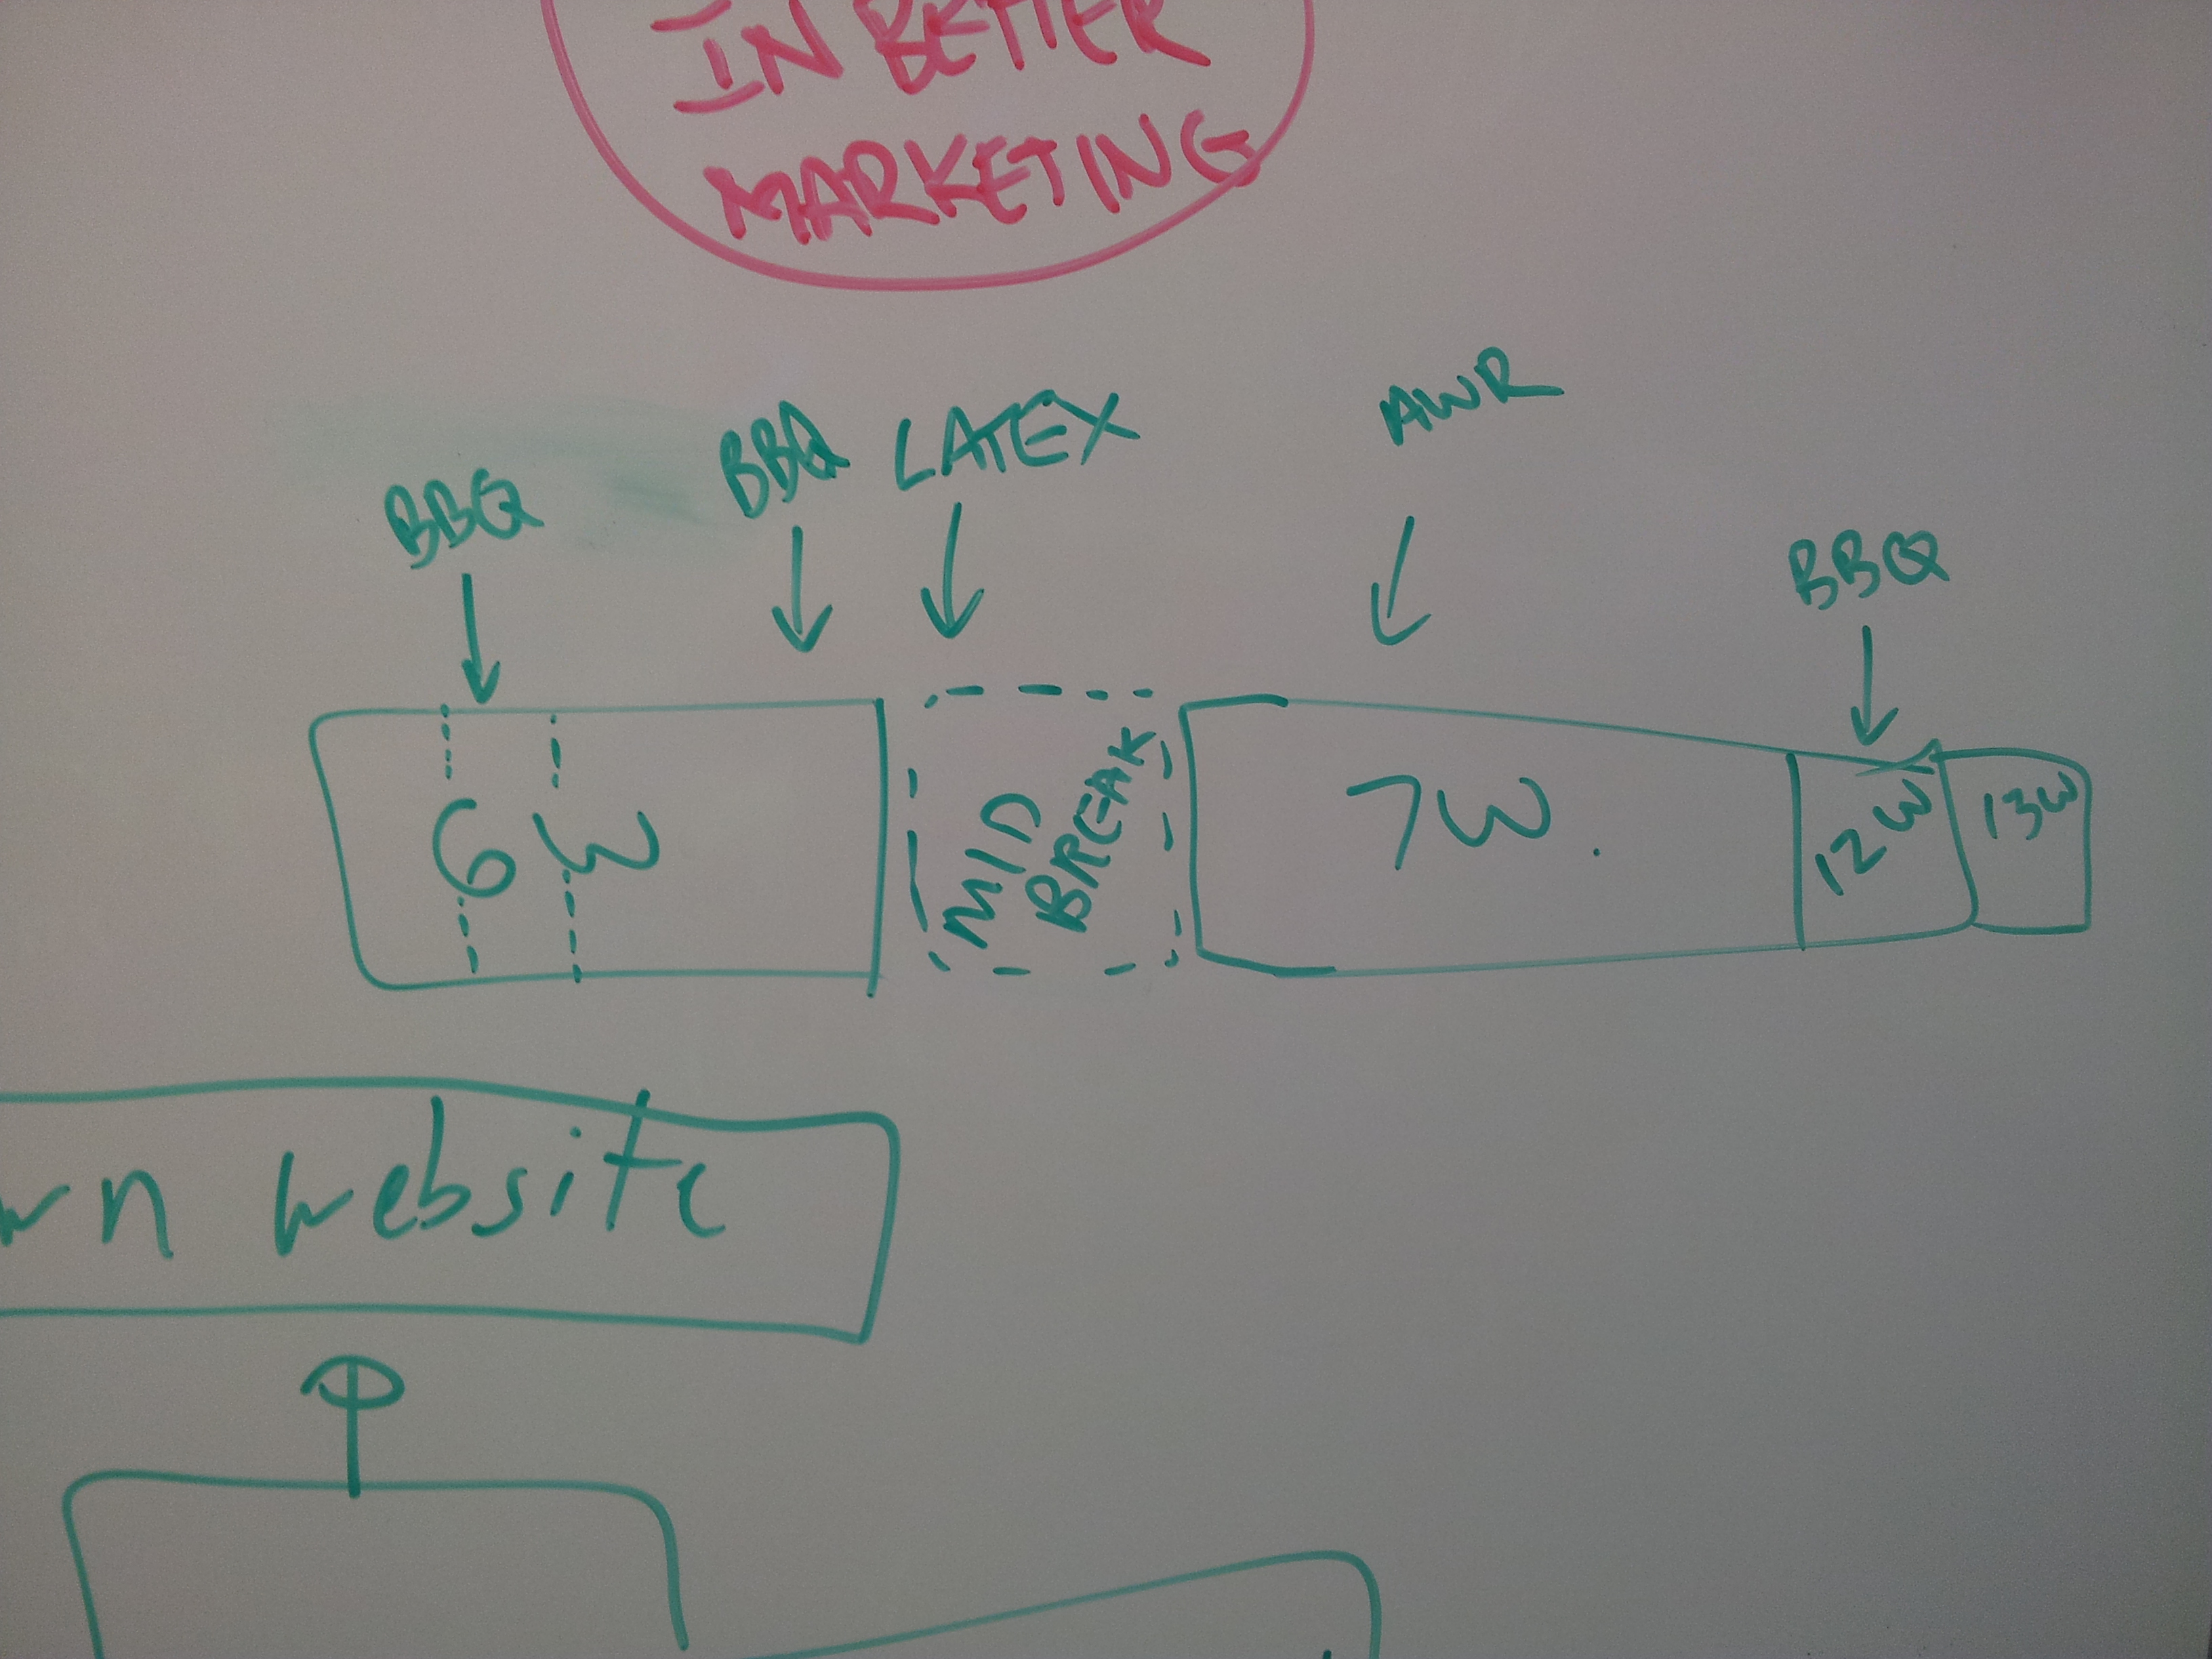 IN BETTER
MARKETING
BBQ
BBQ
LATEX
AWR
BBQ
6W
MID
BREAK
7W.
12W
13W
wn website